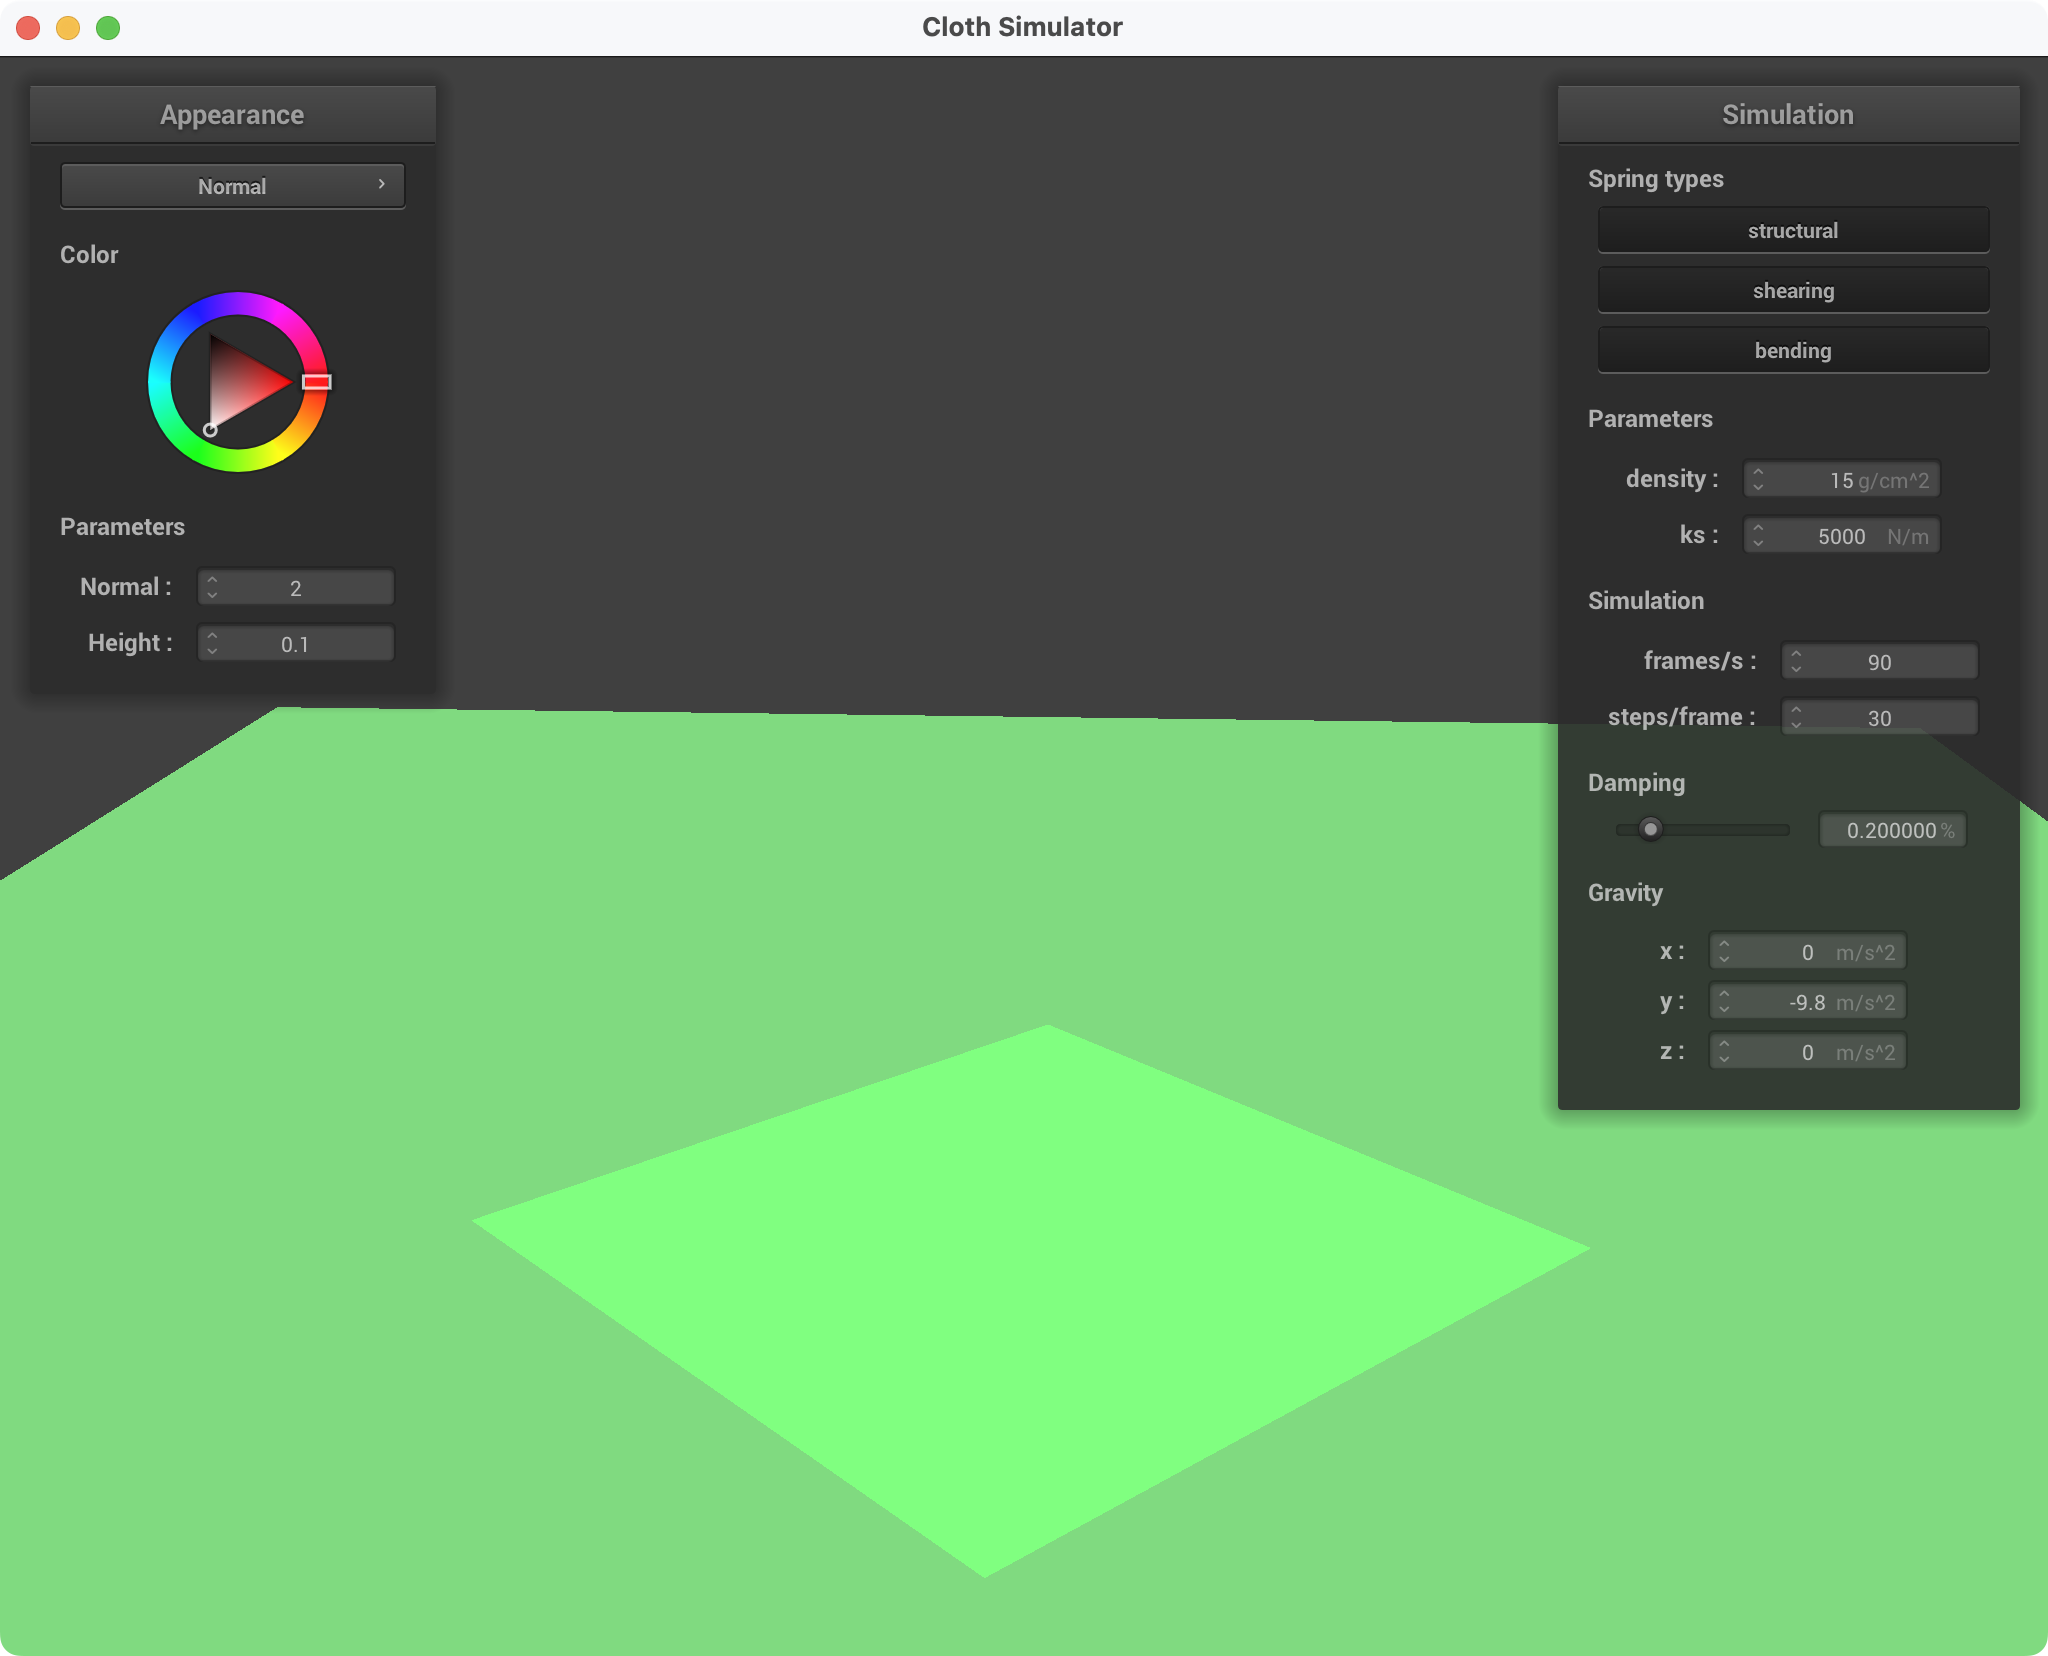 Cloth Simulator
Appearance
Normal
Color
Parameters
Normal : 2
Height : 0.1
Simulation
Spring types
structural
shearing
bending
Parameters
density : 15 g/cm^2
ks : 5000 N/m
Simulation
frames/s : 90
steps/frame : 30
Damping
0.200000 %
Gravity
x : 0 m/s^2
y : -9.8 m/s^2
z : 0 m/s^2